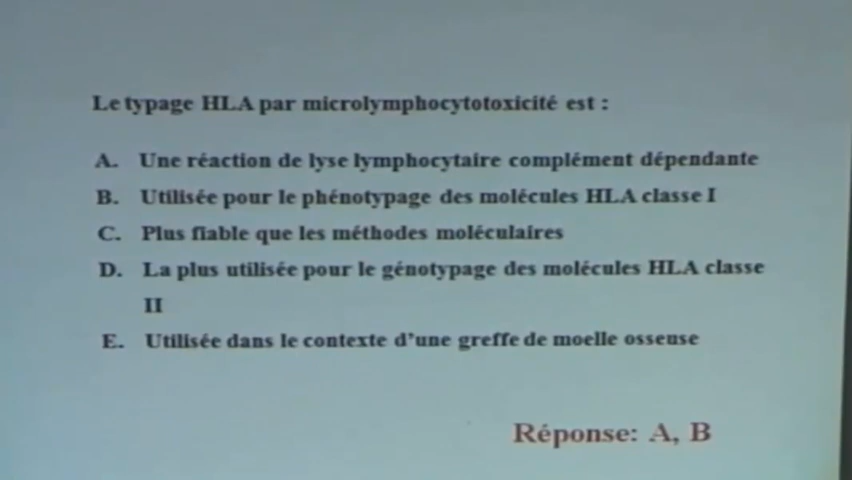 Le typage HLA par microlymphocytotoxicité est :
A. Une réaction de lyse lymphocytaire complément dépendante
B. Utilisée pour le phénotypage des molécules HLA classe I
C. Plus fiable que les méthodes moléculaires
D. La plus utilisée pour le génotypage des molécules HLA classe
II
E. Utilisée dans le contexte d'une greffe de moelle osseuse
Réponse: A, B